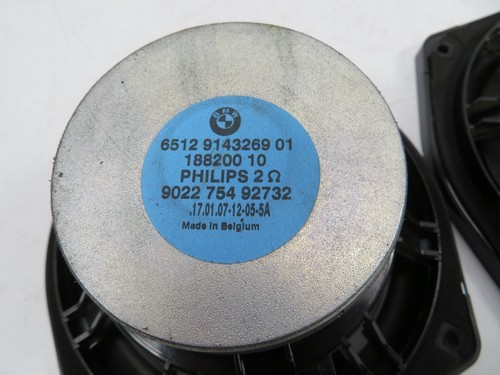 BMW
6512 9143269 01
188200 10
PHILIPS 2 Ω
9022 754 92732
.17.01.07-12-05-5A
Made in Belgium